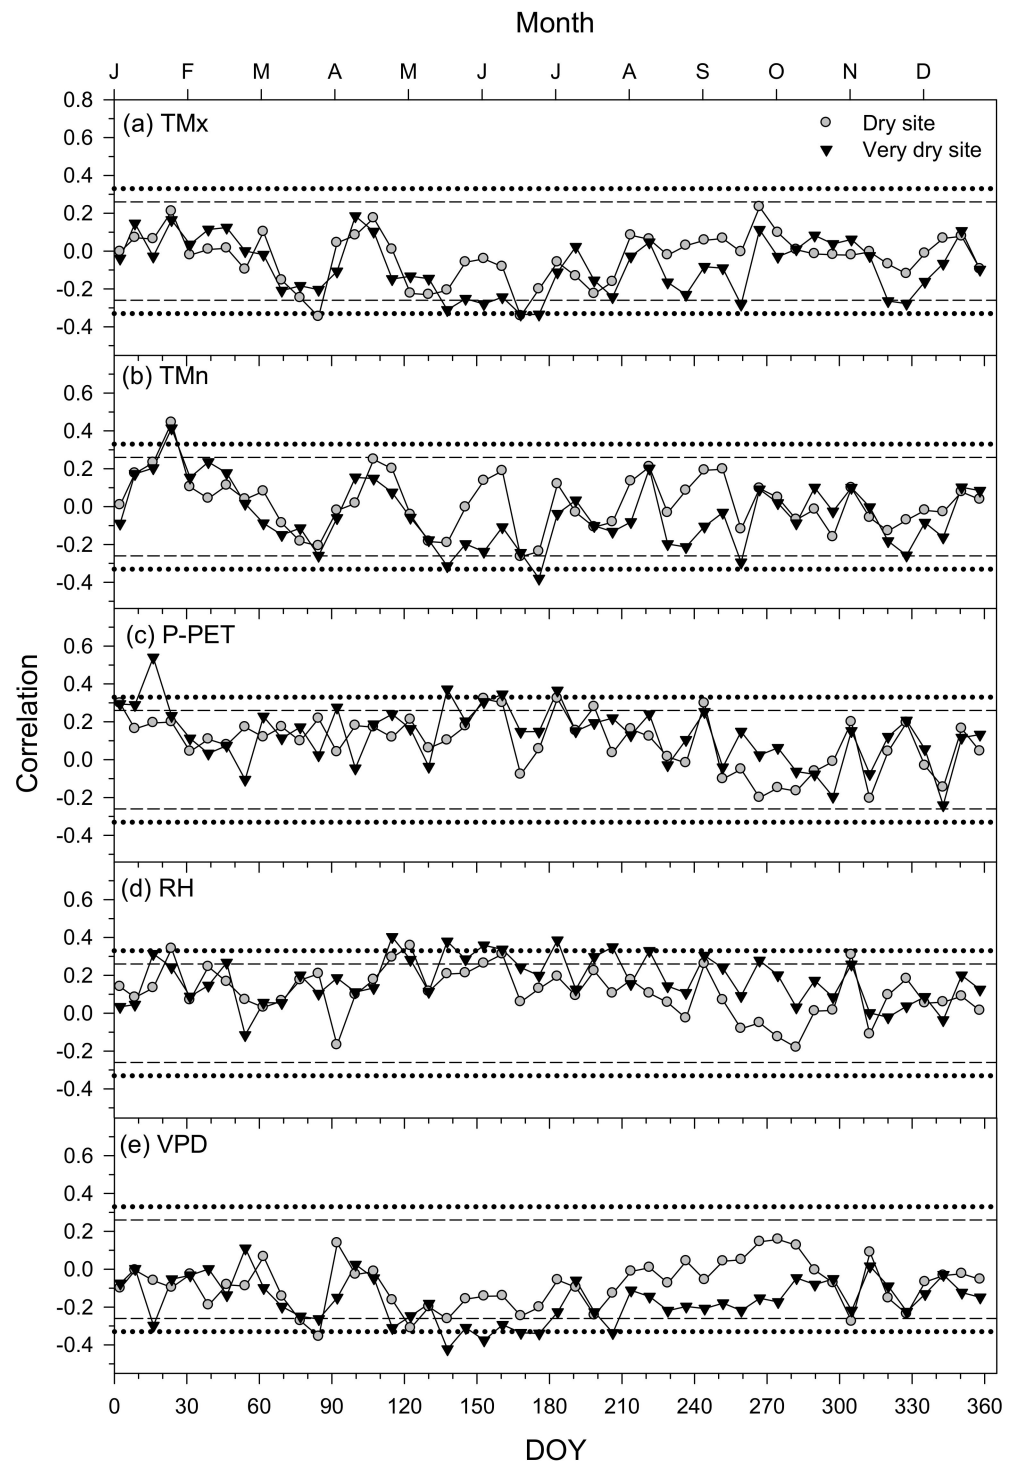 Month
J F M A M J J A S O N D
0.8
(a) TMx
Dry site
0.6
Very dry site
0.4
0.2
0.0
-0.2
-0.4
(b) TMn
0.6
0.4
0.2
0.0
-0.2
-0.4
(c) P-PET
0.6
0.4
0.2
0.0
-0.2
-0.4
Correlation
(d) RH
0.6
0.4
0.2
0.0
-0.2
-0.4
(e) VPD
0.6
0.4
0.2
0.0
-0.2
-0.4
0 30 60 90 120 150 180 210 240 270 300 330 360
DOY